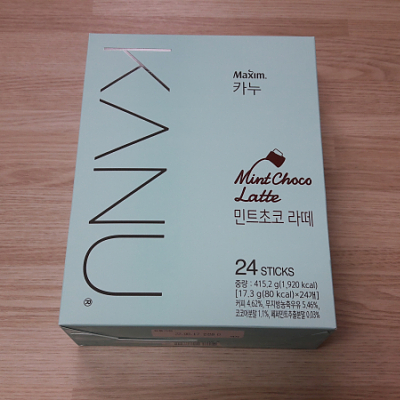 KANU®
Maxim.
카누
Mint Choco
Latte
민트초코 라떼
24 STICKS
중량 : 415.2 g(1,920 kcal)
[17.3 g(80 kcal)×24개]
커피 4.62%, 무지방농축우유 5.46%,
코코아분말 1.1%, 페퍼민트추출분말 0.03%